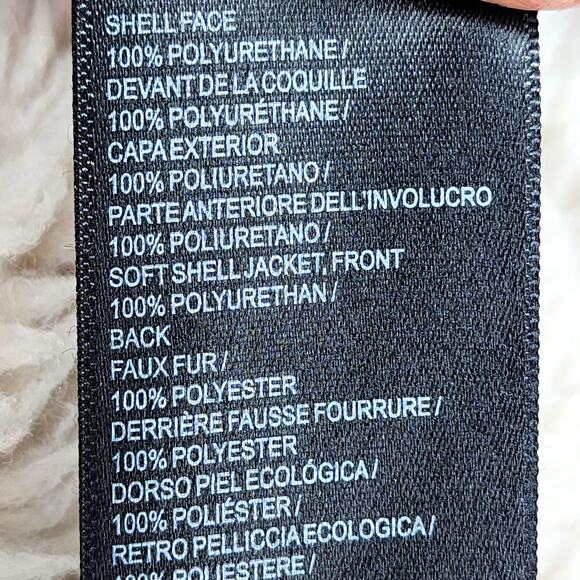 SHELL FACE
100% POLYURETHANE /
DEVANT DE LA COQUILLE
100% POLYURÉTHANE /
CAPA EXTERIOR
100% POLIURETANO /
PARTE ANTERIORE DELL'INVOLUCRO
100% POLIURETANO /
SOFT SHELL JACKET, FRONT
100% POLYURETHAN /
BACK
FAUX FUR /
100% POLYESTER
DERRIÈRE FAUSSE FOURRURE /
100% POLYESTER
DORSO PIEL ECOLÓGICA /
100% POLIÉSTER /
RETRO PELLICCIA ECOLOGICA /
100% POLIESTERE /